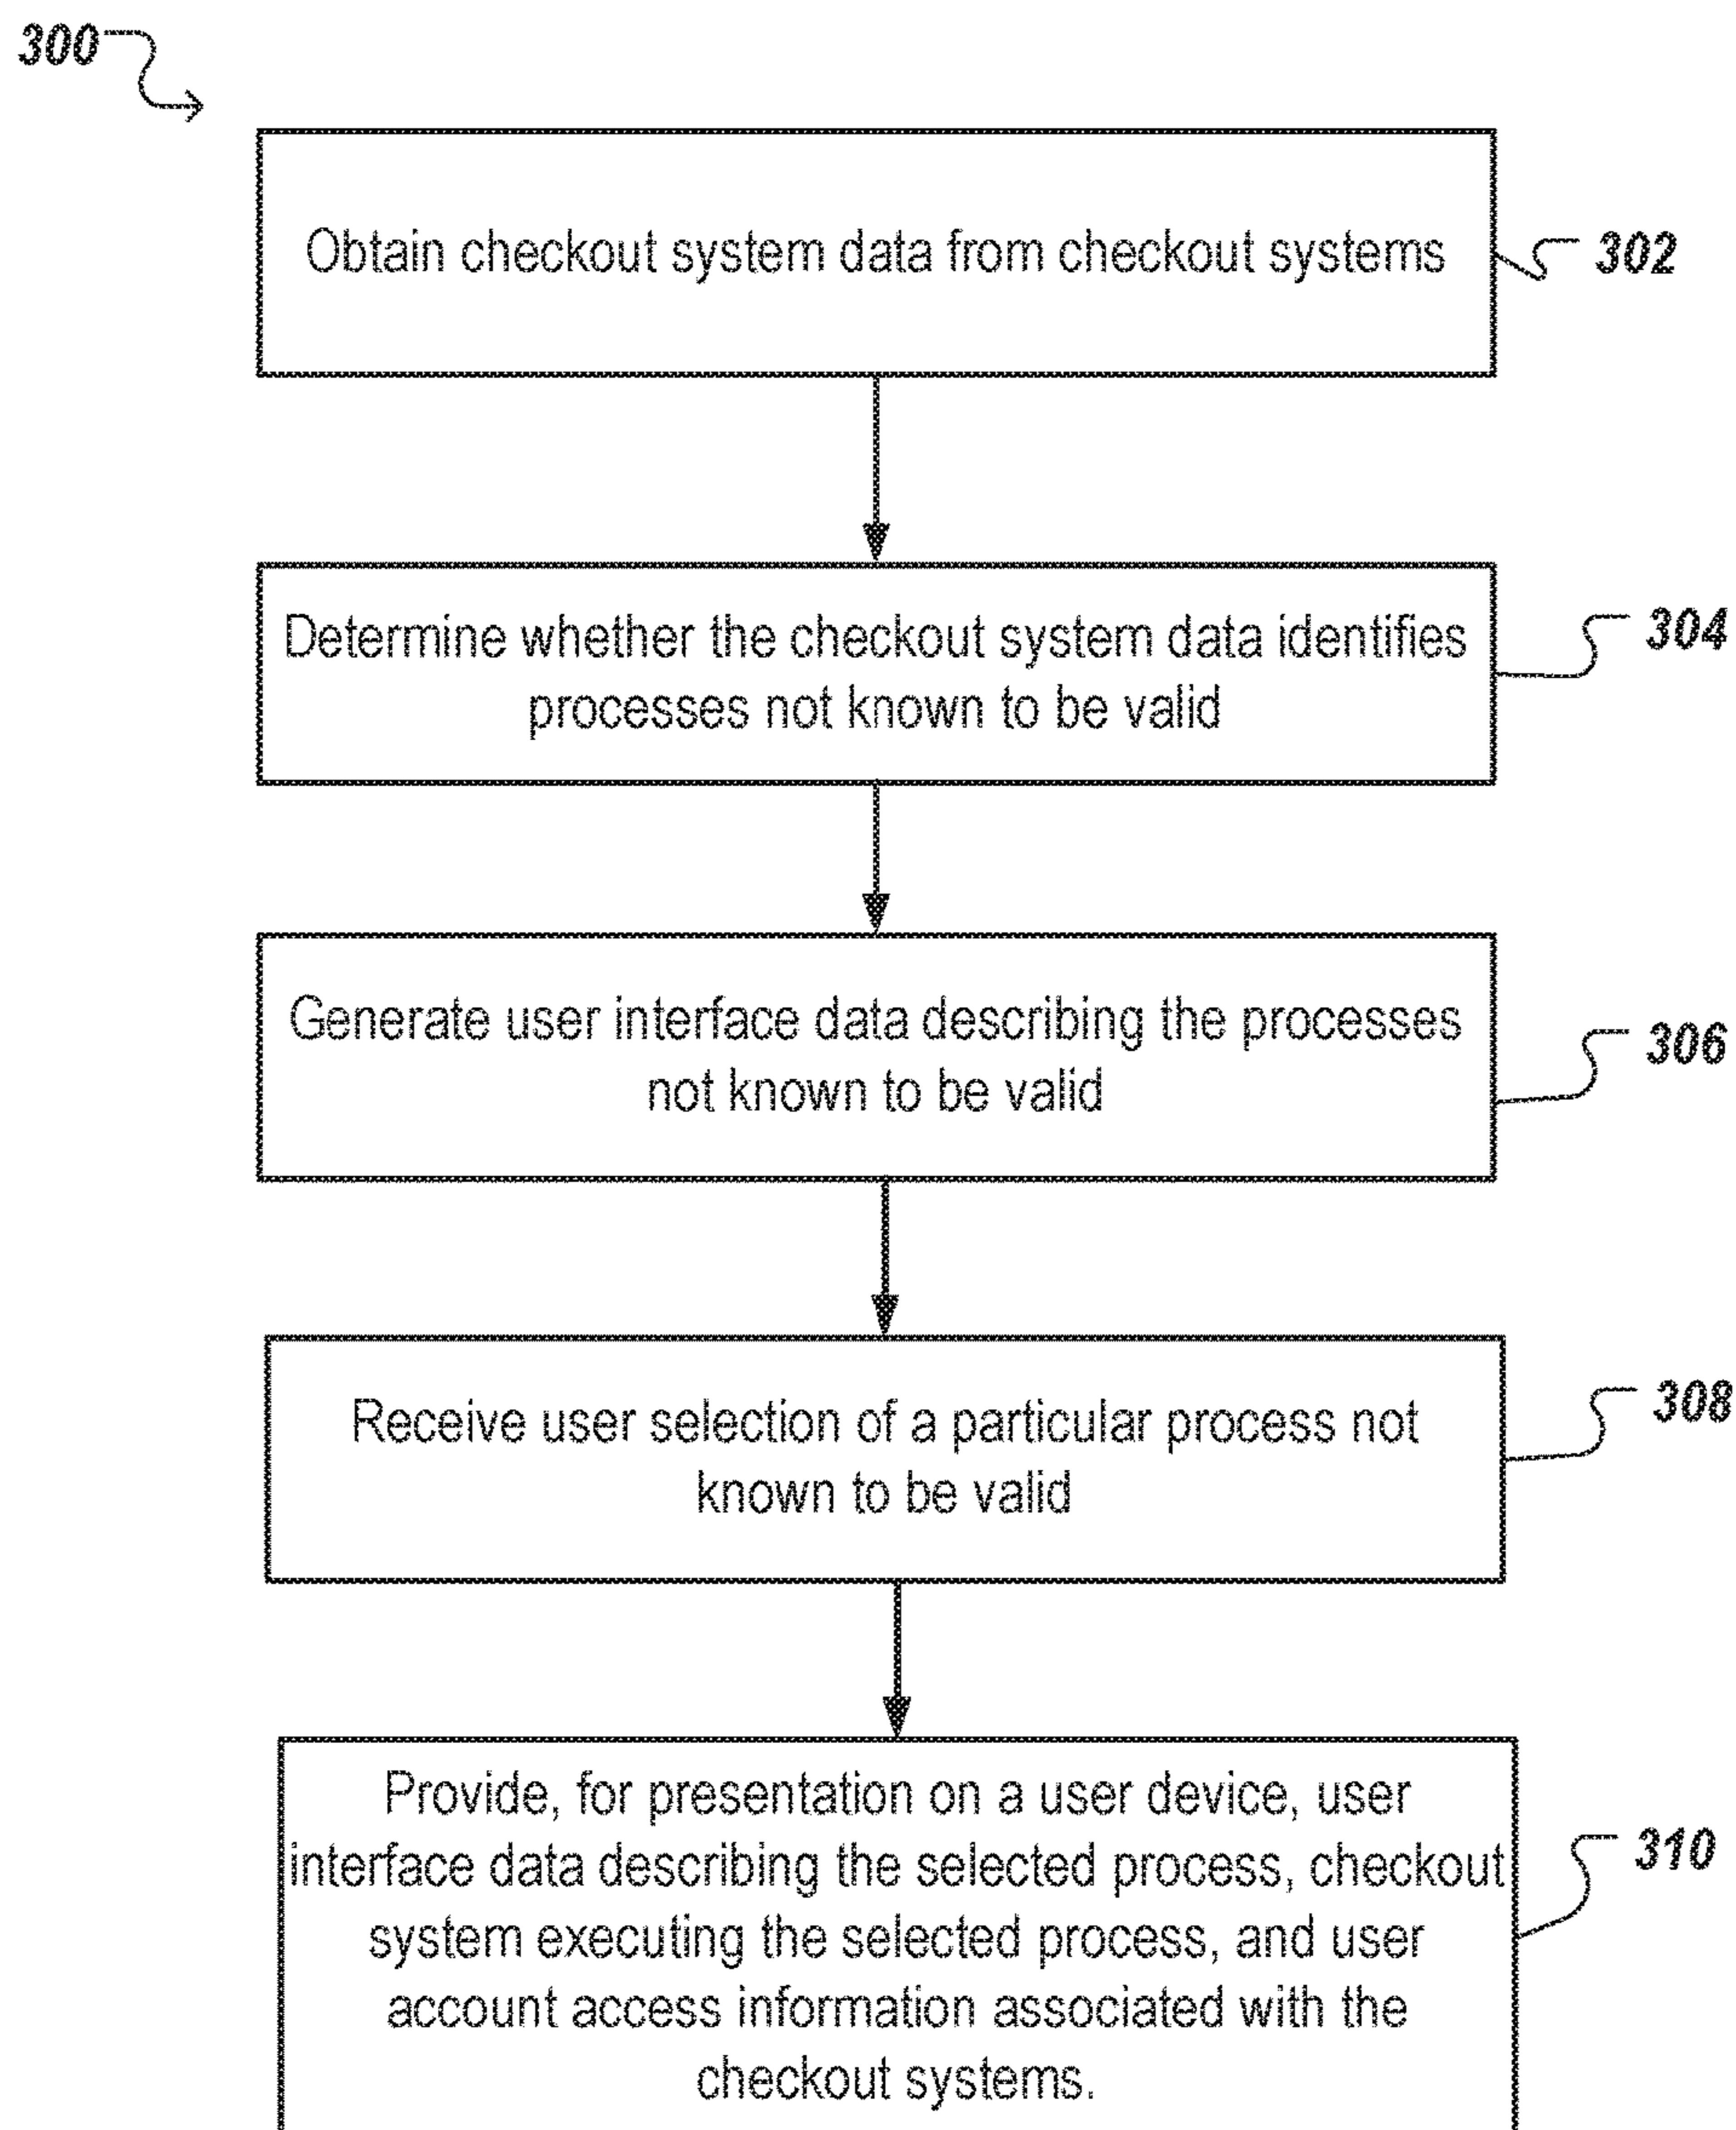 300
Obtain checkout system data from checkout systems
302
Determine whether the checkout system data identifies
processes not known to be valid
304
Generate user interface data describing the processes
not known to be valid
306
Receive user selection of a particular process not
known to be valid
308
Provide, for presentation on a user device, user
interface data describing the selected process, checkout
system executing the selected process, and user
account access information associated with the
checkout systems.
310